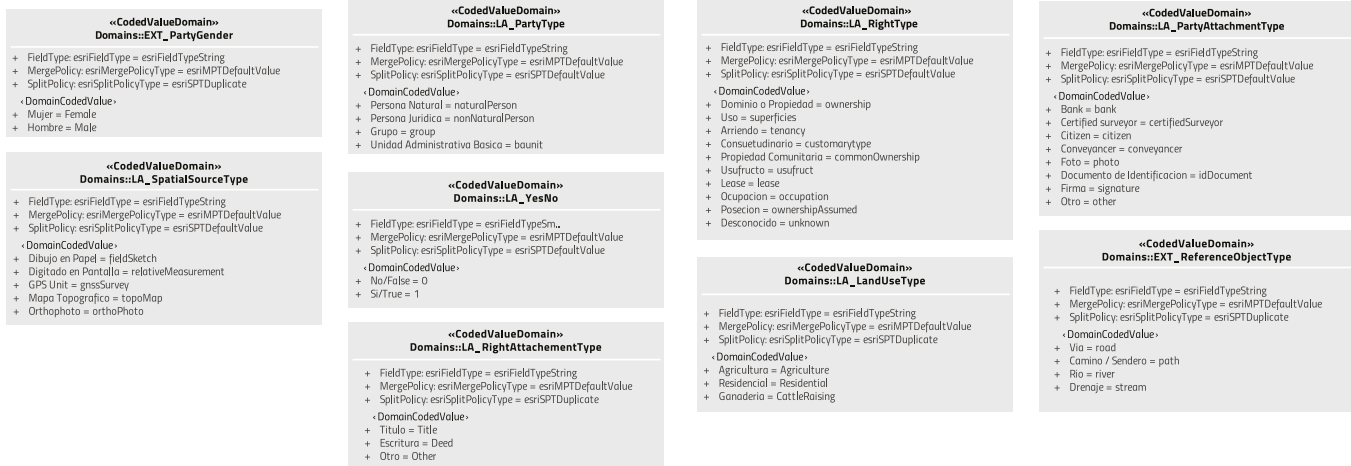 «CodedValueDomain»
Domains::EXT_PartyGender
+ FieldType: esriFieldType = esriFieldTypeString
+ MergePolicy: esriMergePolicyType = esriMPTDefaultValue
+ SplitPolicy: esriSplitPolicyType = esriSPTDuplicate
‹DomainCodedValue›
+ Mujer = Female
+ Hombre = Male
«CodedValueDomain»
Domains::LA_SpatialSourceType
+ FieldType: esriFieldType = esriFieldTypeString
+ MergePolicy: esriMergePolicyType = esriMPTDefaultValue
+ SplitPolicy: esriSplitPolicyType = esriSPTDefaultValue
‹DomainCodedValue›
+ Dibujo en Papel = fieldSketch
+ Digitado en Pantalla = relativeMeasurement
+ GPS Unit = gnssSurvey
+ Mapa Topografico = topoMap
+ Orthophoto = orthoPhoto
«CodedValueDomain»
Domains::LA_PartyType
+ FieldType: esriFieldType = esriFieldTypeString
+ MergePolicy: esriMergePolicyType = esriMPTDefaultValue
+ SplitPolicy: esriSplitPolicyType = esriSPTDefaultValue
‹DomainCodedValue›
+ Persona Natural = naturalPerson
+ Persona Juridica = nonNaturalPerson
+ Grupo = group
+ Unidad Administrativa Basica = baunit
«CodedValueDomain»
Domains::LA_YesNo
+ FieldType: esriFieldType = esriFieldTypeSm..
+ MergePolicy: esriMergePolicyType = esriMPTDefaultValue
+ SplitPolicy: esriSplitPolicyType = esriSPTDefaultValue
‹DomainCodedValue›
+ No/False = 0
+ Si/True = 1
«CodedValueDomain»
Domains::LA_RightAttachementType
+ FieldType: esriFieldType = esriFieldTypeString
+ MergePolicy: esriMergePolicyType = esriMPTDefaultValue
+ SplitPolicy: esriSplitPolicyType = esriSPTDuplicate
‹DomainCodedValue›
+ Titulo = Title
+ Escritura = Deed
+ Otro = Other
«CodedValueDomain»
Domains::LA_RightType
+ FieldType: esriFieldType = esriFieldTypeString
+ MergePolicy: esriMergePolicyType = esriMPTDefaultValue
+ SplitPolicy: esriSplitPolicyType = esriSPTDefaultValue
‹DomainCodedValue›
+ Dominio o Propiedad = ownership
+ Uso = superficies
+ Arriendo = tenancy
+ Consuetudinario = customarytype
+ Propiedad Comunitaria = commonOwnership
+ Usufructo = usufruct
+ Lease = lease
+ Ocupacion = occupation
+ Posecion = ownershipAssumed
+ Desconocido = unknown
«CodedValueDomain»
Domains::LA_LandUseType
+ FieldType: esriFieldType = esriFieldTypeString
+ MergePolicy: esriMergePolicyType = esriMPTDefaultValue
+ SplitPolicy: esriSplitPolicyType = esriSPTDuplicate
‹DomainCodedValue›
+ Agricultura = Agriculture
+ Residencial = Residential
+ Ganaderia = CattleRaising
«CodedValueDomain»
Domains::LA_PartyAttachmentType
+ FieldType: esriFieldType = esriFieldTypeString
+ MergePolicy: esriMergePolicyType = esriMPTDefaultValue
+ SplitPolicy: esriSplitPolicyType = esriSPTDefaultValue
‹DomainCodedValue›
+ Bank = bank
+ Certified surveyor = certifiedSurveyor
+ Citizen = citizen
+ Conveyancer = conveyancer
+ Foto = photo
+ Documento de Identificacion = idDocument
+ Firma = signature
+ Otro = other
«CodedValueDomain»
Domains::EXT_ReferenceObjectType
+ FieldType: esriFieldType = esriFieldTypeString
+ MergePolicy: esriMergePolicyType = esriMPTDefaultValue
+ SplitPolicy: esriSplitPolicyType = esriSPTDuplicate
‹DomainCodedValue›
+ Via = road
+ Camino / Sendero = path
+ Rio = river
+ Drenaje = stream